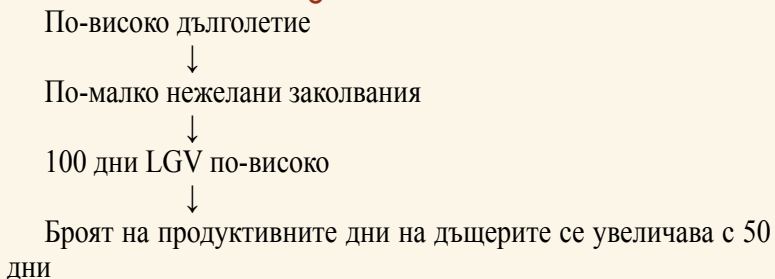 По-високо дълголетие
↓
По-малко нежелани заколвания
↓
100 дни LGV по-високо
↓
Броят на продуктивните дни на дъщерите се увеличава с 50
дни